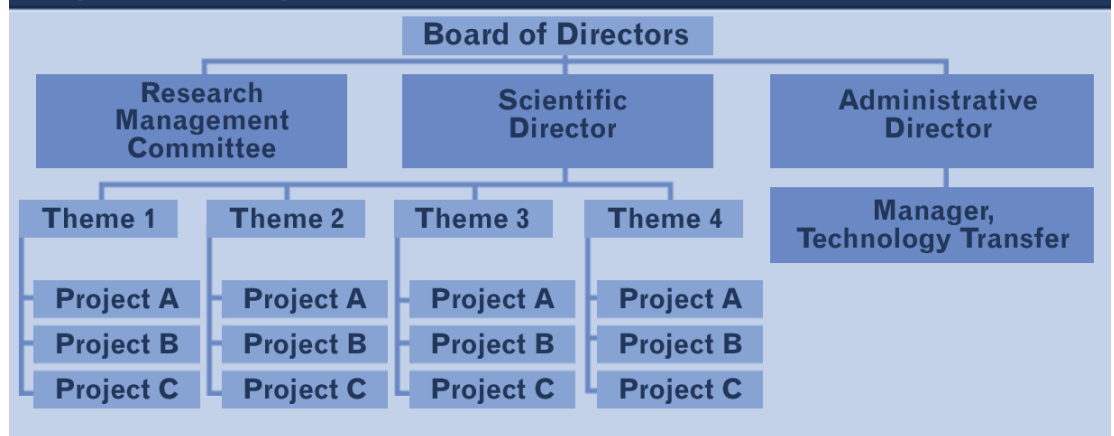 Board of Directors
Research
Management
Committee
Scientific
Director
Administrative
Director
Theme 1
Theme 2
Theme 3
Theme 4
Manager,
Technology Transfer
Project A
Project A
Project A
Project A
Project B
Project B
Project B
Project B
Project C
Project C
Project C
Project C